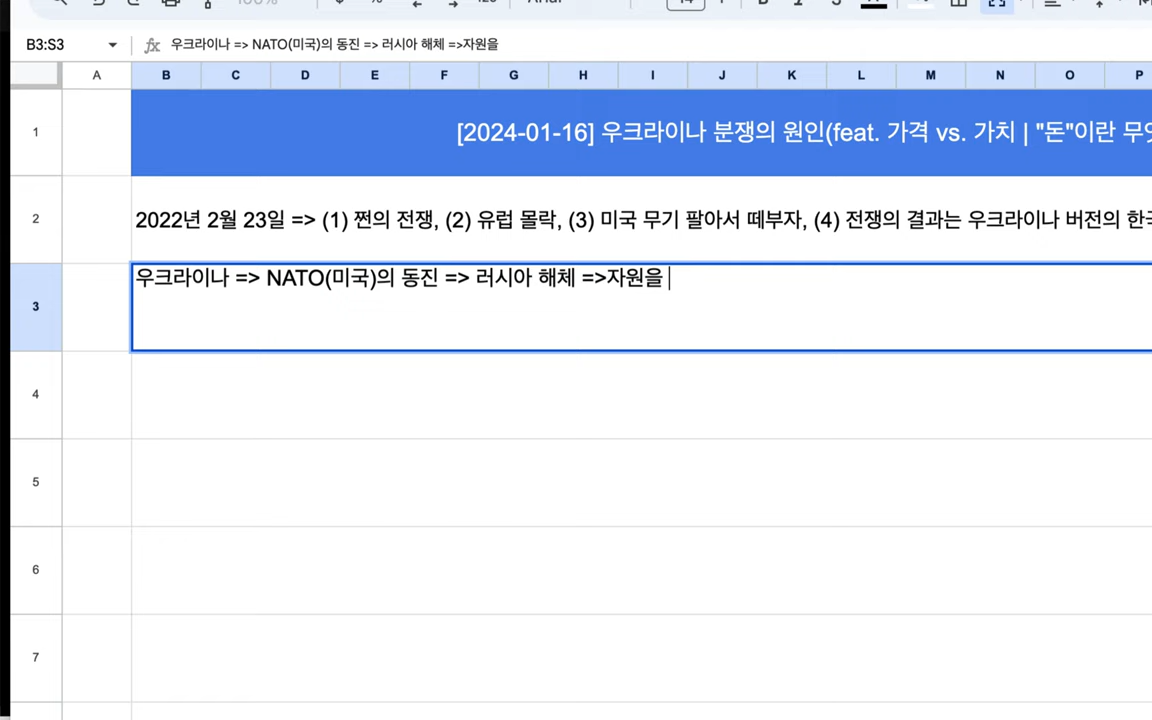 100%
123
14
B3:S3
fx 우크라이나 => NATO(미국)의 동진 => 러시아 해체 =>자원을
A B C D E F G H I J K L M N O P
1 [2024-01-16] 우크라이나 분쟁의 원인(feat. 가격 vs. 가치 | "돈"이란
2 2022년 2월 23일 => (1) 쩐의 전쟁, (2) 유럽 몰락, (3) 미국 무기 팔아서 떼부자, (4) 전쟁의 결과는 우크라이나 버전의
3 우크라이나 => NATO(미국)의 동진 => 러시아 해체 =>자원을
4
5
6
7